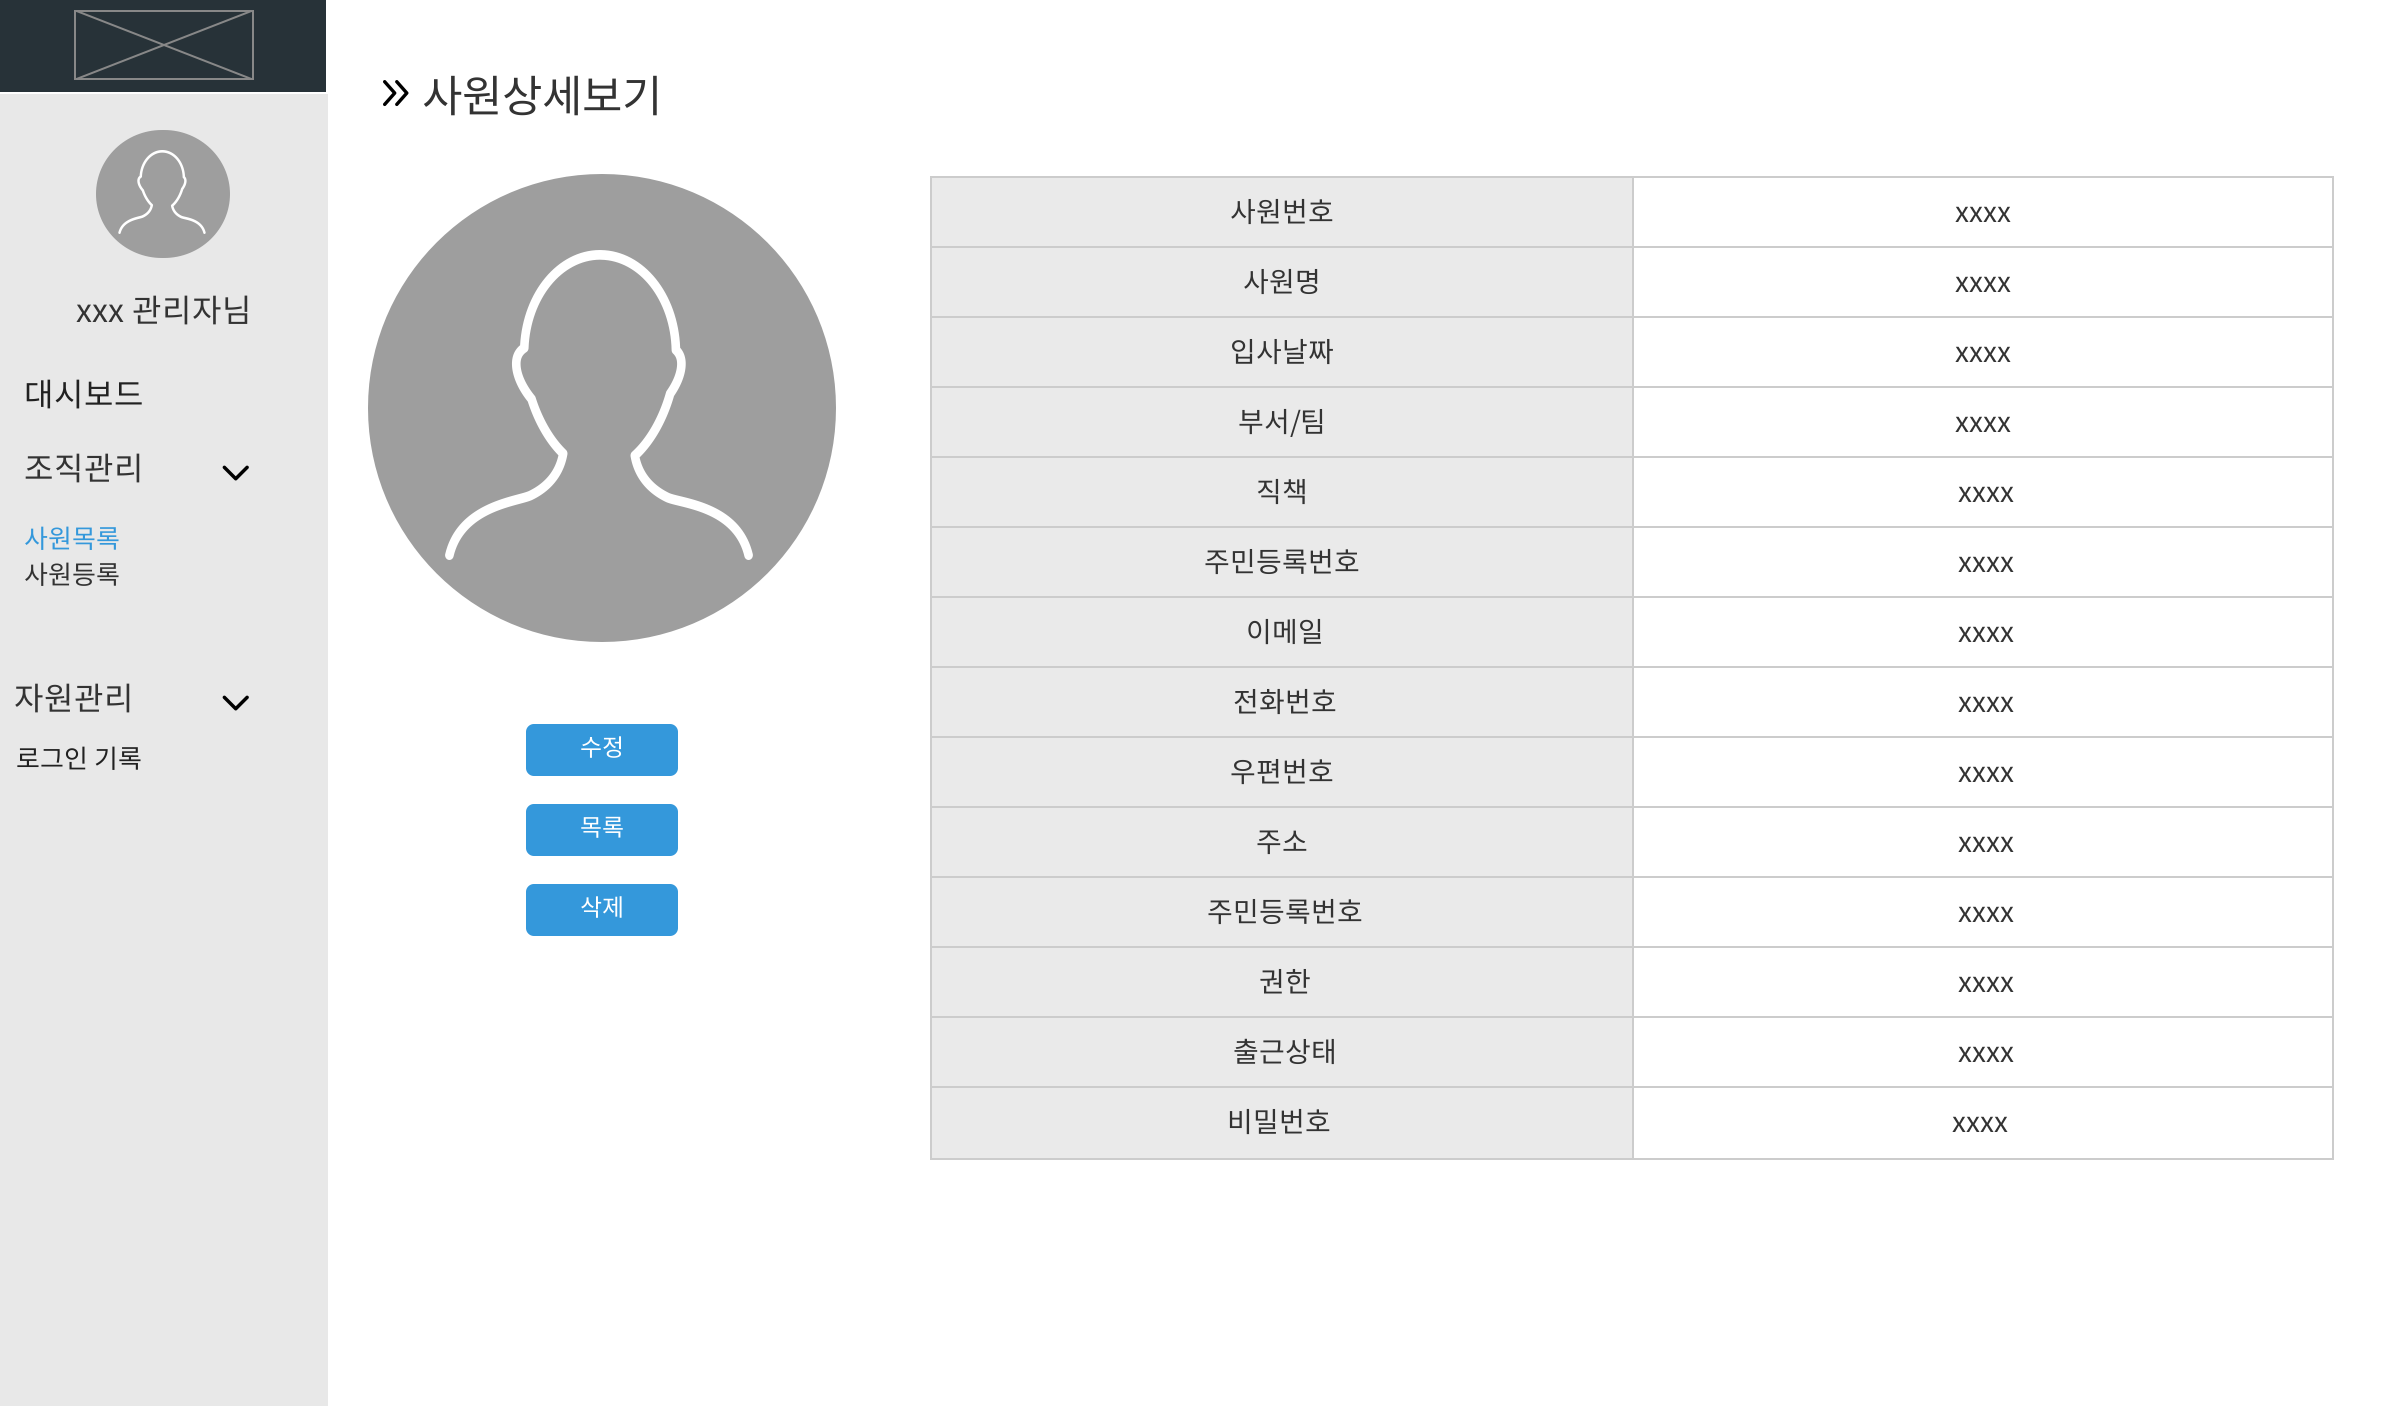 xxx 관리자님
대시보드
조직관리
사원목록
사원등록
자원관리
로그인 기록
사원상세보기
수정
목록
삭제
사원번호 xxxx
사원명 xxxx
입사날짜 xxxx
부서/팀 xxxx
직책 xxxx
주민등록번호 xxxx
이메일 xxxx
전화번호 xxxx
우편번호 xxxx
주소 xxxx
주민등록번호 xxxx
권한 xxxx
출근상태 xxxx
비밀번호 xxxx